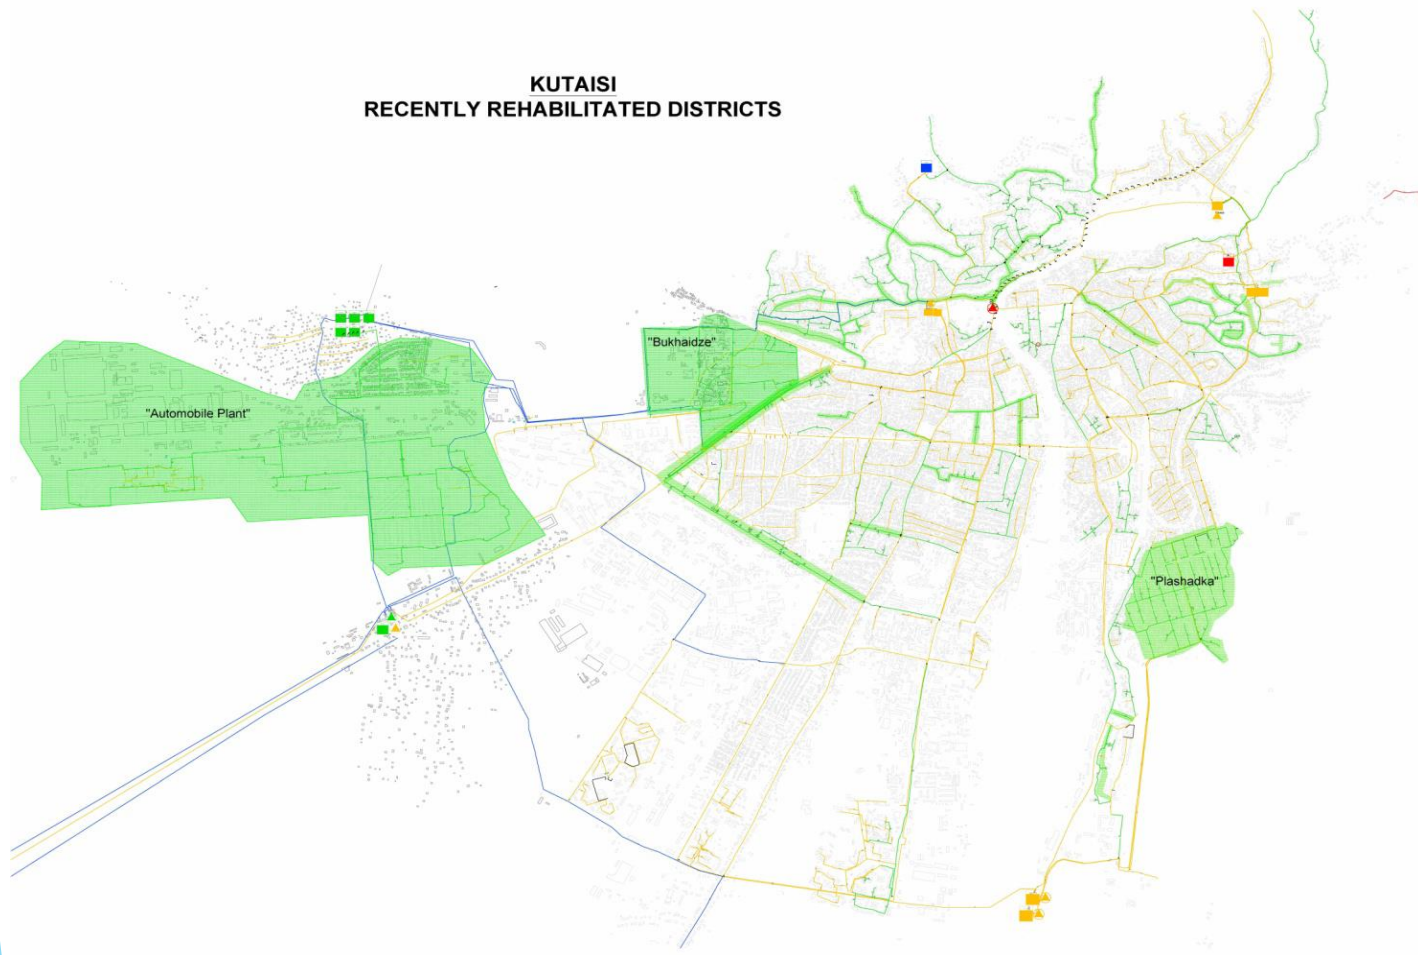 KUTAISI
RECENTLY REHABILITATED DISTRICTS
"Bukhaidze"
"Automobile Plant"
"Plashadka"